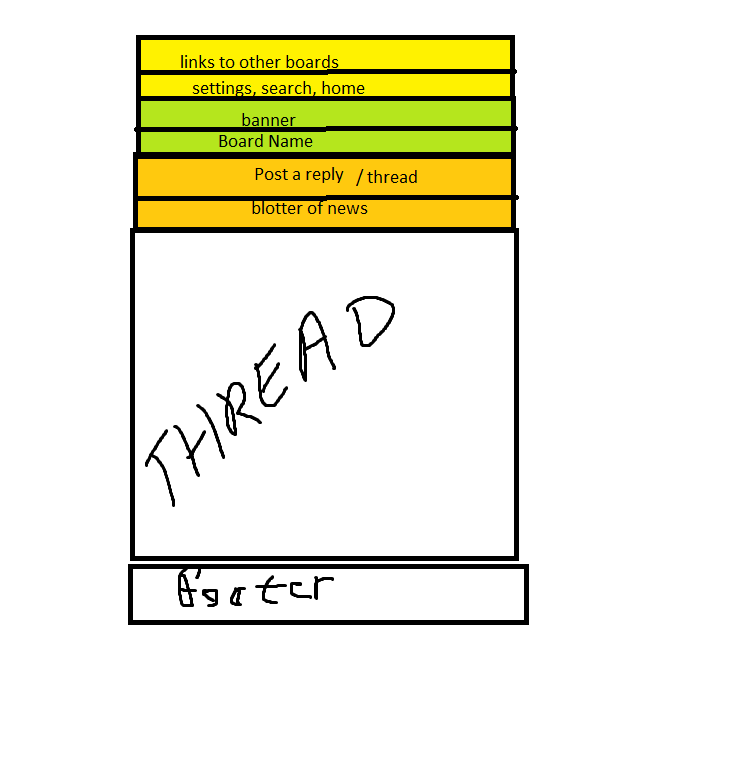 links to other boards
settings, search, home
banner
Board Name
Post a reply / thread
blotter of news
THREAD
footer